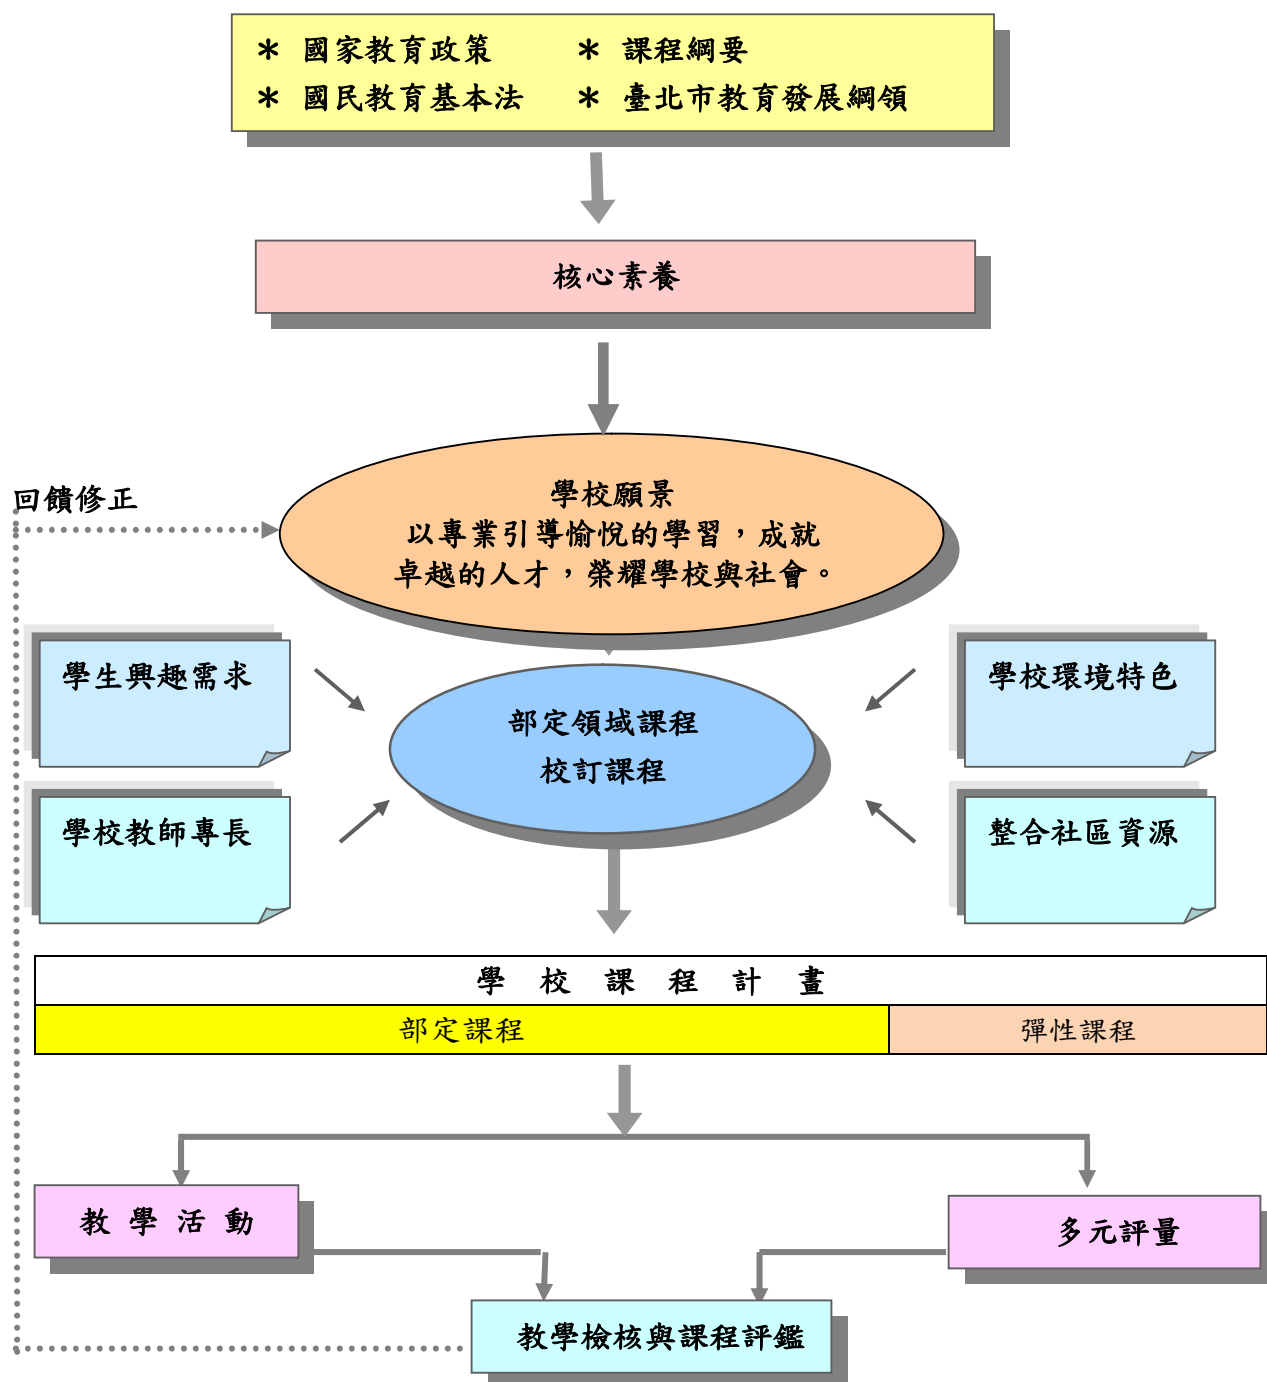 ＊ 國家教育政策 ＊ 課程綱要
＊ 國民教育基本法 ＊ 臺北市教育發展綱領
核心素養
學校願景
以專業引導愉悅的學習，成就
卓越的人才，榮耀學校與社會。
回饋修正
學生興趣需求
學校環境特色
部定領域課程
校訂課程
學校教師專長
整合社區資源
學 校 課 程 計 畫
部定課程
彈性課程
教 學 活 動
多元評量
教學檢核與課程評鑑